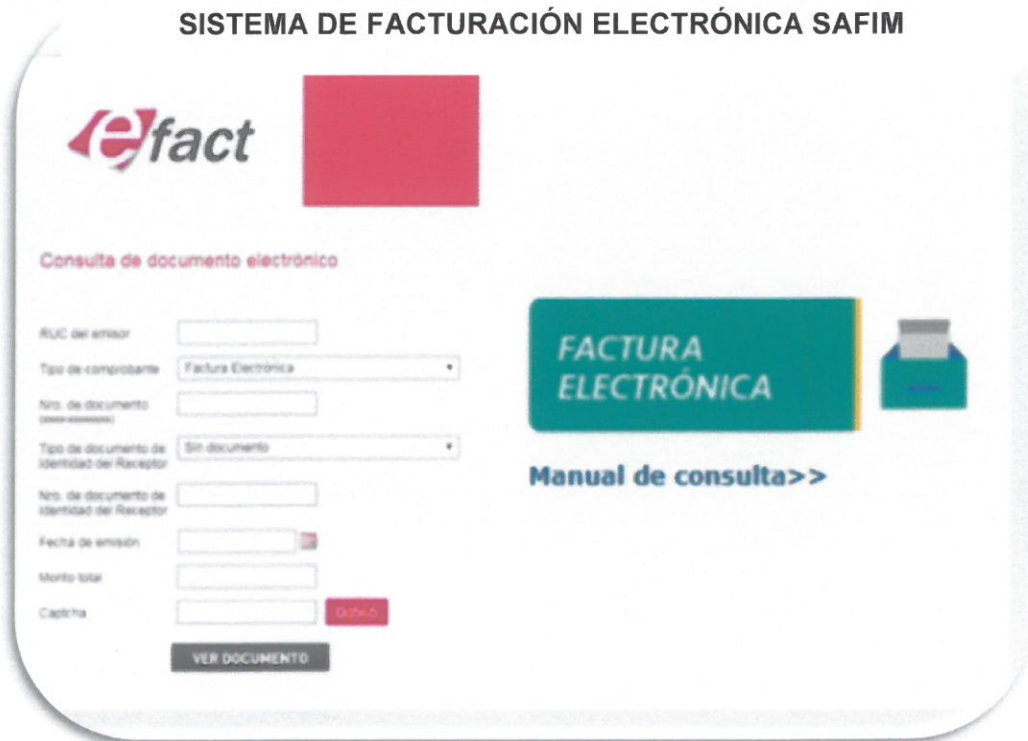 SISTEMA DE FACTURACIÓN ELECTRÓNICA SAFIM
efact
Consulta de documento electrónico
RUC del emisor
Tipo de comprobante
Factura Electrónica
Nro. de documento
Tipo de documento de
Identidad del Receptor
Sin documento
Nro. de documento de
Identidad del Receptor
Fecha de emisión
Monto total
Captcha
VER DOCUMENTO
FACTURA
ELECTRÓNICA
Manual de consulta>>